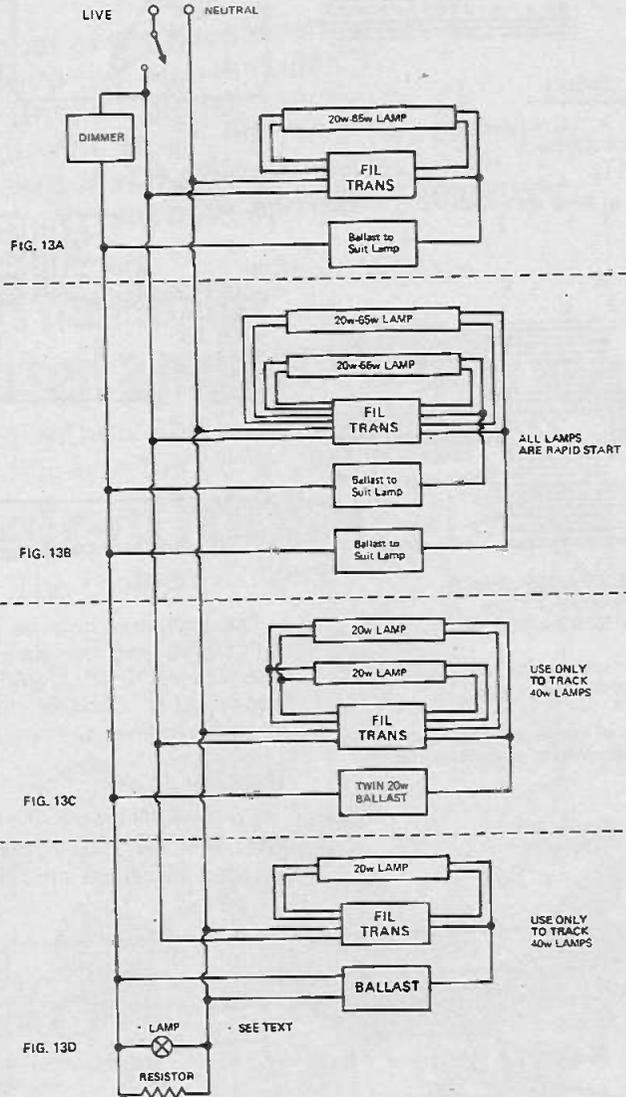 LIVE
NEUTRAL
DIMMER
20w-65w LAMP
FIL
TRANS
Ballast to
Suit Lamp
FIG. 13A
20w-65w LAMP
20w-65w LAMP
FIL
TRANS
ALL LAMPS
ARE RAPID START
Ballast to
Suit Lamp
Ballast to
Suit Lamp
FIG. 13B
20w LAMP
20w LAMP
USE ONLY
TO TRACK
40w LAMPS
FIL
TRANS
TWIN 20w
BALLAST
FIG. 13C
20w LAMP
FIL
TRANS
USE ONLY
TO TRACK
40w LAMPS
BALLAST
· LAMP
· SEE TEXT
FIG. 13D
RESISTOR